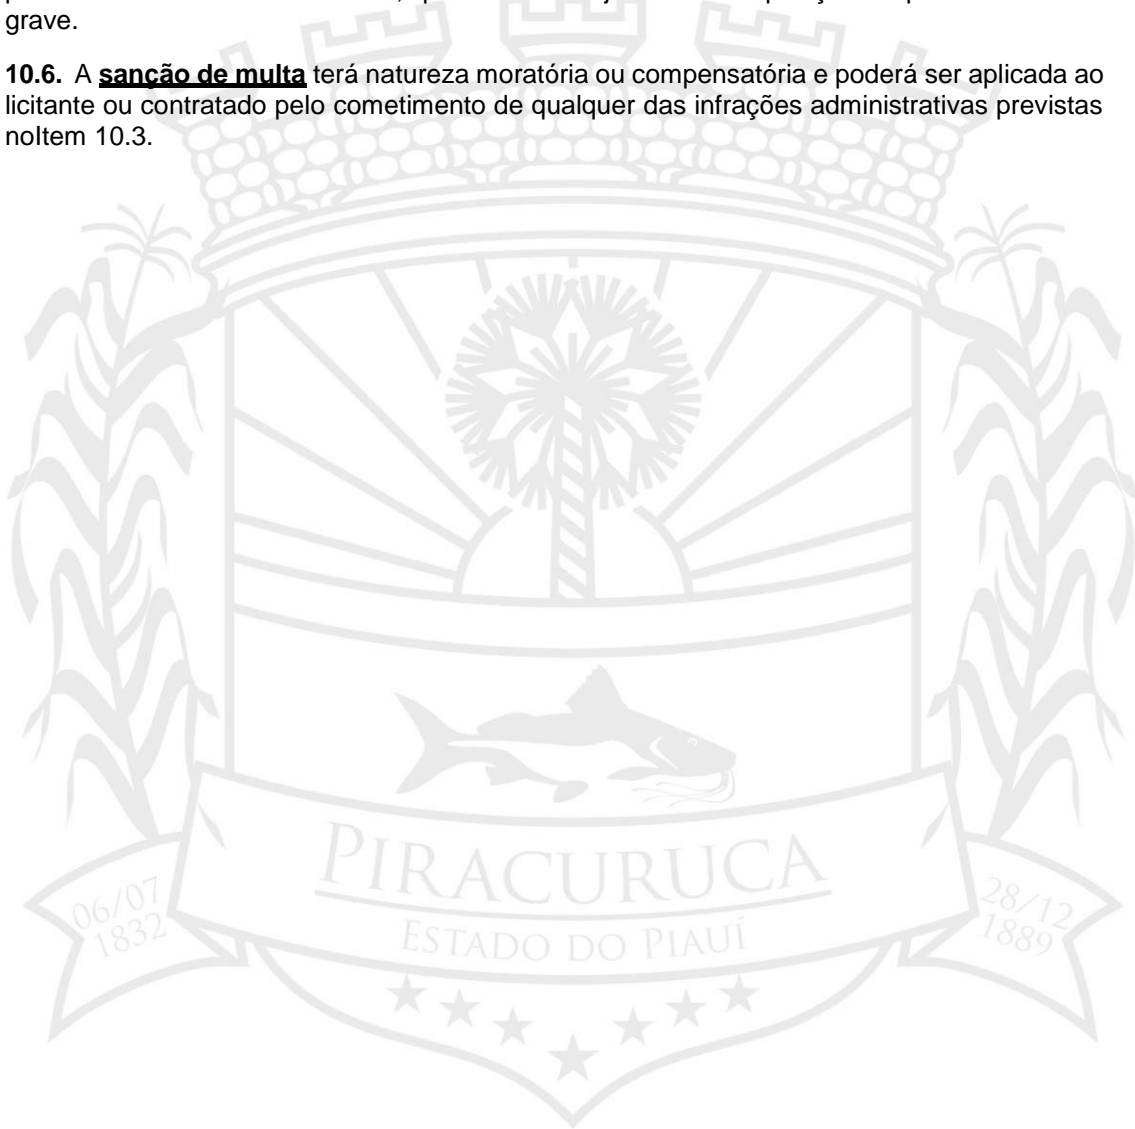 grave.
10.6. A sanção de multa terá natureza moratória ou compensatória e poderá ser aplicada ao
licitante ou contratado pelo cometimento de qualquer das infrações administrativas previstas
noItem 10.3.
PIRACURUCA
06/07
1832
28/12
1889
ESTADO DO PIAUÍ